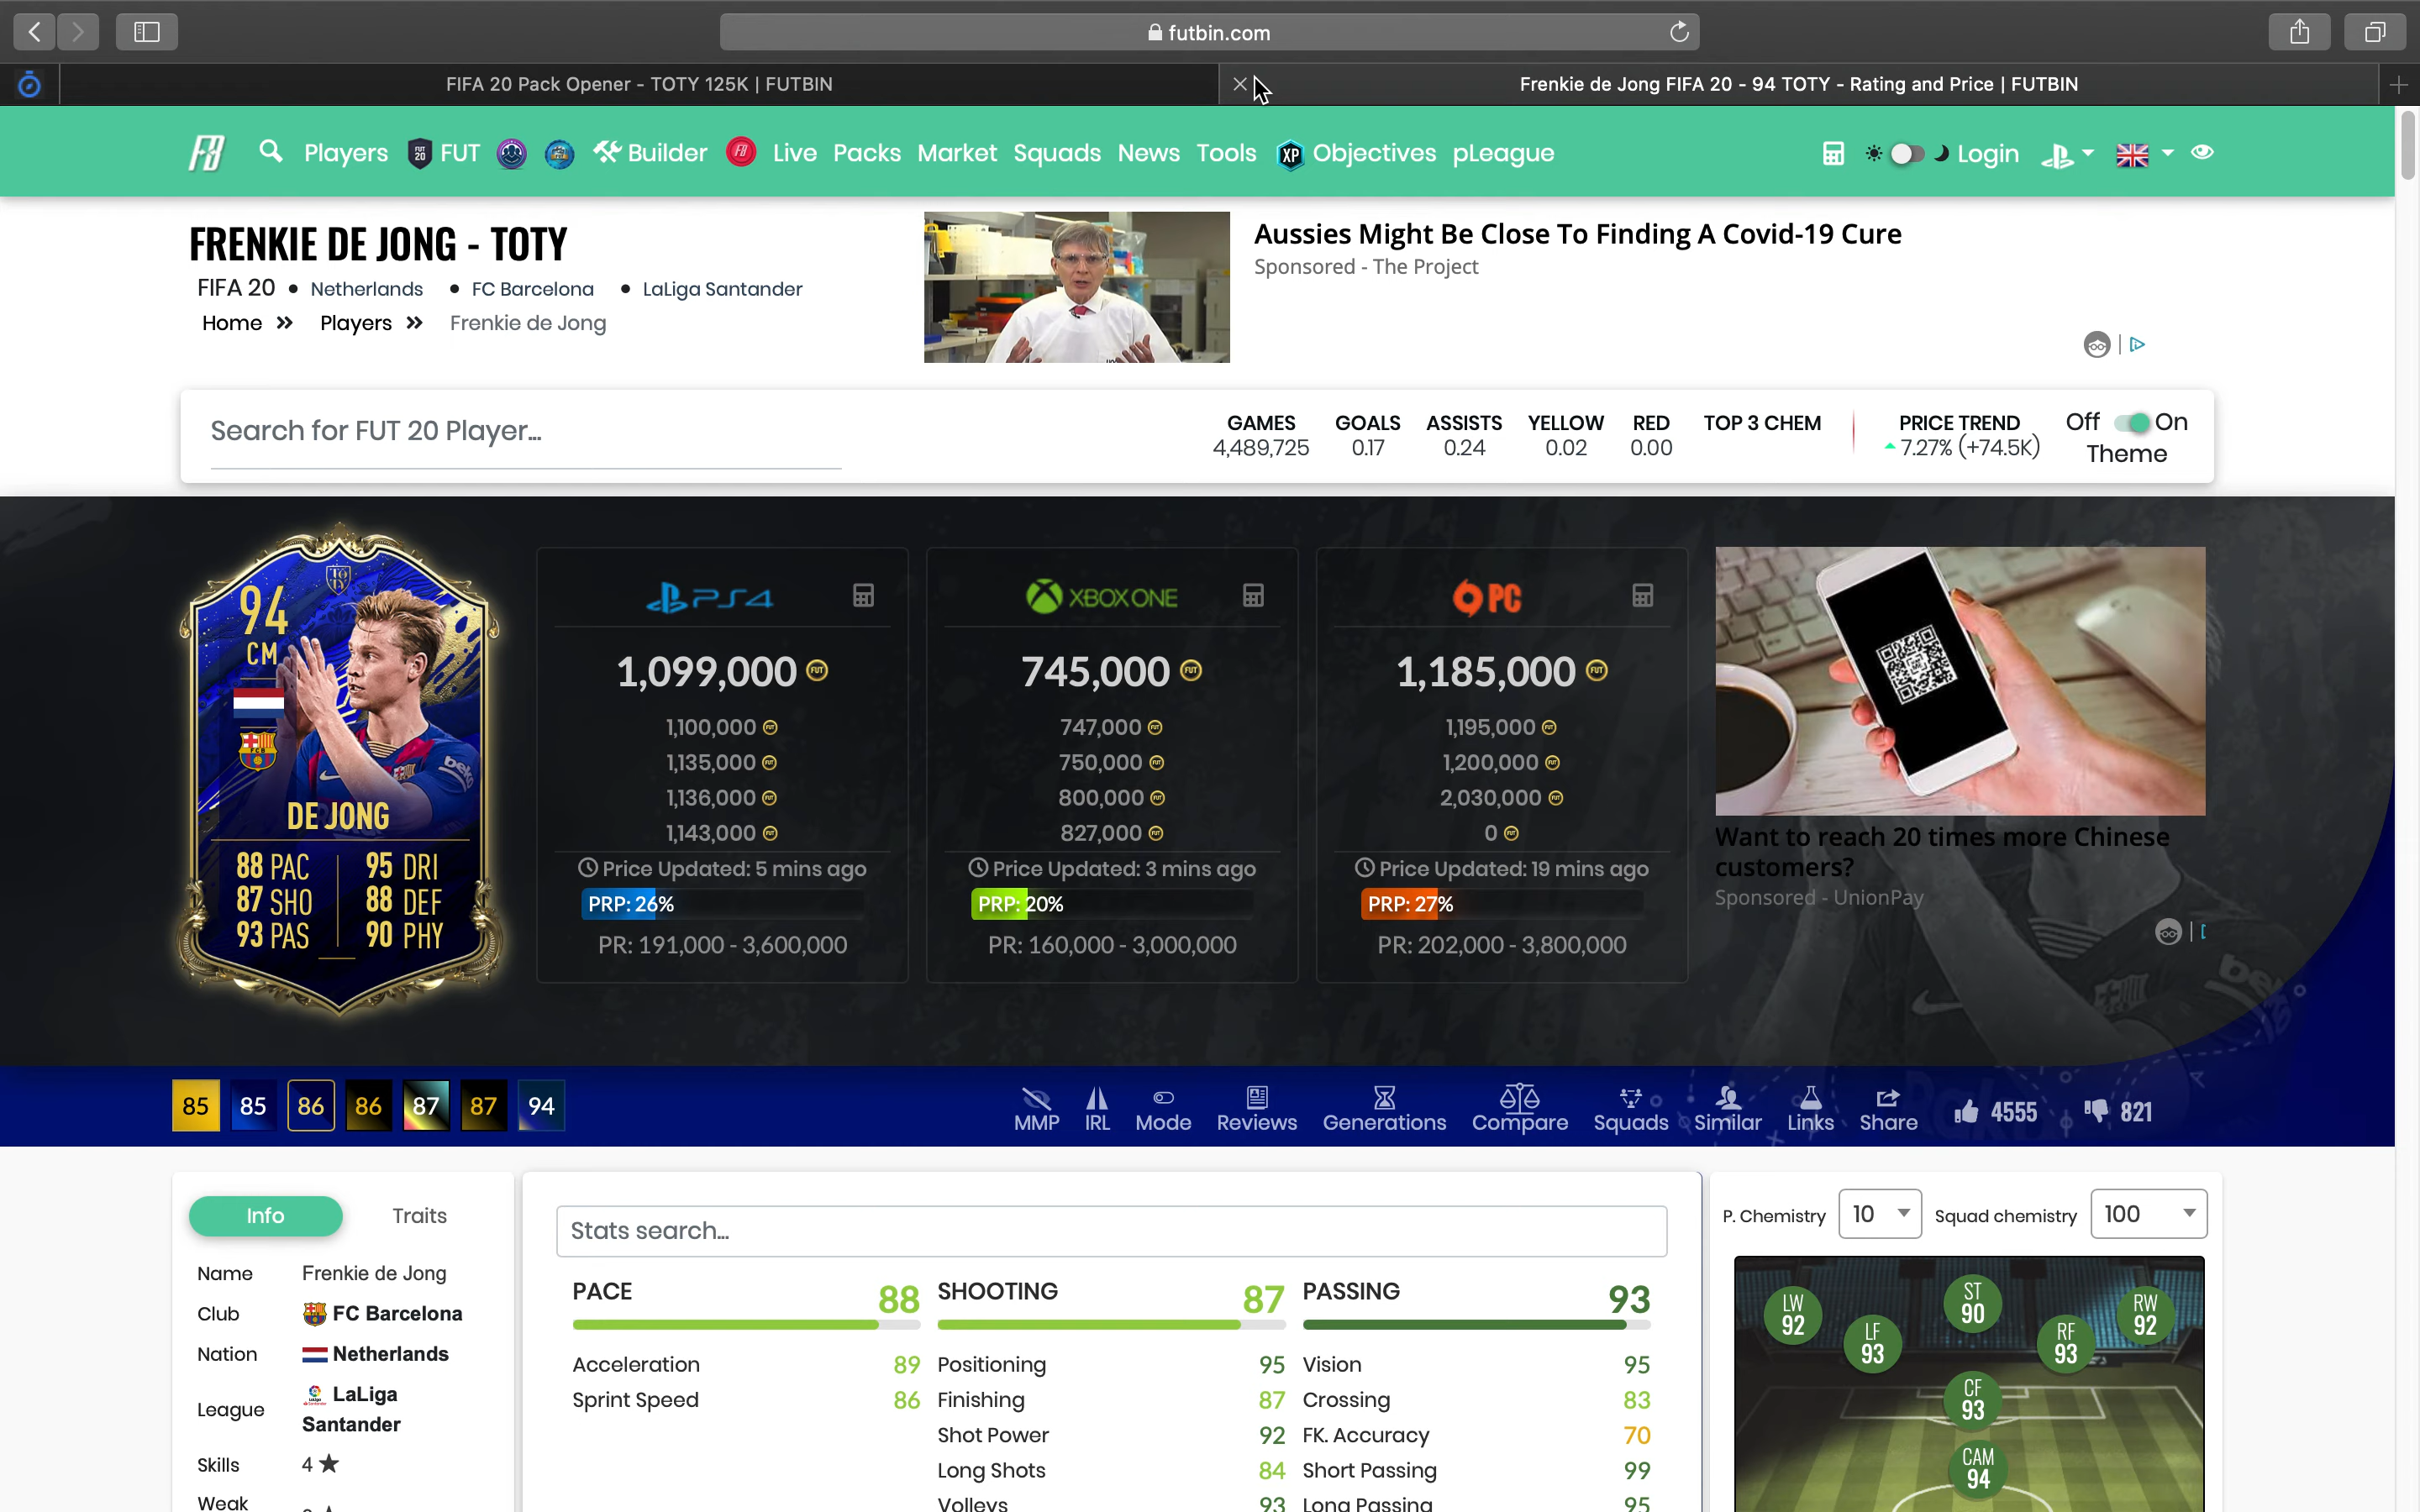 futbin.com
FIFA 20 Pack Opener - TOTY 125K | FUTBIN
Frenkie de Jong FIFA 20 - 94 TOTY - Rating and Price | FUTBIN
Players FUT Builder Live Packs Market Squads News Tools XP Objectives pLeague Login
FRENKIE DE JONG - TOTY
FIFA 20 • Netherlands • FC Barcelona • LaLiga Santander
Home » Players » Frenkie de Jong
Aussies Might Be Close To Finding A Covid-19 Cure
Sponsored - The Project
Search for FUT 20 Player...
GAMES GOALS ASSISTS YELLOW RED TOP 3 CHEM PRICE TREND
4,489,725 0.17 0.24 0.02 0.00 7.27% (+74.5K)
Off On
Theme
94
CM
DE JONG
88 PAC 95 DRI
87 SHO 88 DEF
93 PAS 90 PHY
PS4
1,099,000
1,100,000
1,135,000
1,136,000
1,143,000
Price Updated: 5 mins ago
PRP: 26%
PR: 191,000 - 3,600,000
XBOX ONE
745,000
747,000
750,000
800,000
827,000
Price Updated: 3 mins ago
PRP: 20%
PR: 160,000 - 3,000,000
PC
1,185,000
1,195,000
1,200,000
2,030,000
0
Price Updated: 19 mins ago
PRP: 27%
PR: 202,000 - 3,800,000
Want to reach 20 times more Chinese
customers?
Sponsored - UnionPay
85 85 86 86 87 87 94
MMP IRL Mode Reviews Generations Compare Squads Similar Links Share 4555 821
Info Traits
Name Frenkie de Jong
Club FC Barcelona
Nation Netherlands
League LaLiga
Santander
Skills 4 ★
Weak
Stats search...
PACE 88
Acceleration 89
Sprint Speed 86
SHOOTING 87
Positioning 95
Finishing 87
Shot Power 92
Long Shots 84
Volleys 93
PASSING 93
Vision 95
Crossing 83
FK. Accuracy 70
Short Passing 99
Long Passing 95
P. Chemistry 10 Squad chemistry 100
ST
90
LW
92
RW
92
LF
93
RF
93
CF
93
CAM
94